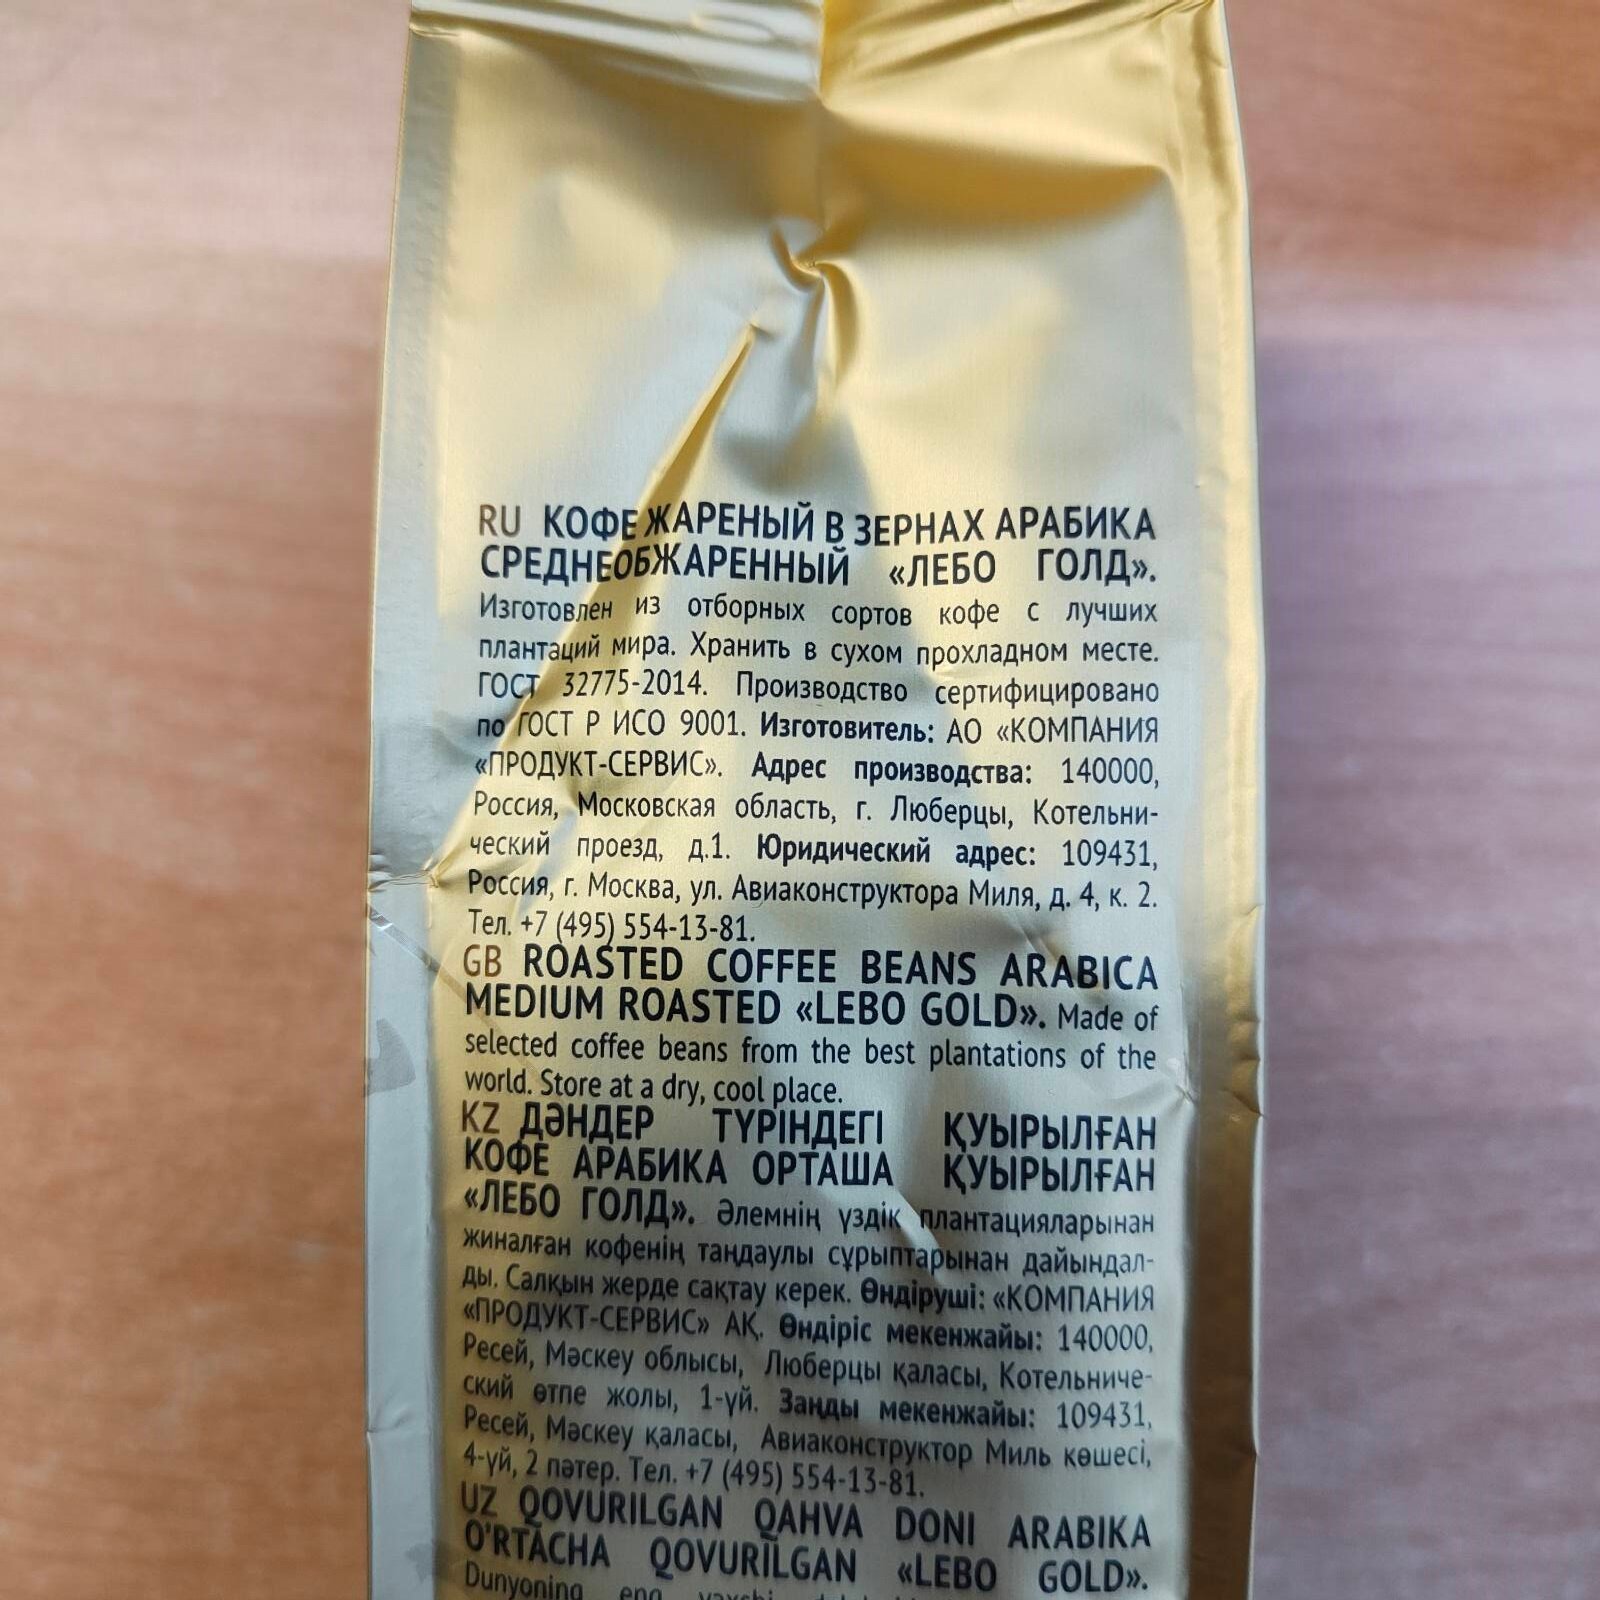 RU КОФЕ ЖАРЕНЫЙ В ЗЕРНАХ АРАБИКА
СРЕДНЕОБЖАРЕННЫЙ «ЛЕБО ГОЛД».
Изготовлен из отборных сортов кофе с лучших
плантаций мира. Хранить в сухом прохладном месте.
ГОСТ 32775-2014. Производство сертифицировано
по ГОСТ Р ИСО 9001. Изготовитель: АО «КОМПАНИЯ
«ПРОДУКТ-СЕРВИС». Адрес производства: 140000,
Россия, Московская область, г. Люберцы, Котельни-
ческий проезд, д.1. Юридический адрес: 109431,
Россия, г. Москва, ул. Авиаконструктора Миля, д. 4, к. 2.
Тел. +7 (495) 554-13-81.
GB ROASTED COFFEE BEANS ARABICA
MEDIUM ROASTED «LEBO GOLD». Made of
selected coffee beans from the best plantations of the
world. Store at a dry, cool place.
KZ ДӘНДЕР ТҮРІНДЕГІ ҚУЫРЫЛҒАН
КОФЕ АРАБИКА ОРТАША ҚУЫРЫЛҒАН
«ЛЕБО ГОЛД». Әлемнің үздік плантацияларынан
жиналған кофенің таңдаулы сұрыптарынан дайындал-
ды. Салқын жерде сақтау керек. Өндіруші: «КОМПАНИЯ
«ПРОДУКТ-СЕРВИС» АҚ. Өндіріс мекенжайы: 140000,
Ресей, Мәскеу облысы, Люберцы қаласы, Котельниче-
ский өтпе жолы, 1-үй. Заңды мекенжайы: 109431,
Ресей, Мәскеу қаласы, Авиаконструктор Миль көшесі,
4-үй, 2 пәтер. Тел. +7 (495) 554-13-81.
UZ QOVURILGAN QAHVA DONI ARABIKA
O'RTACHA QOVURILGAN «LEBO GOLD».
Dunyoning eng yaxshi